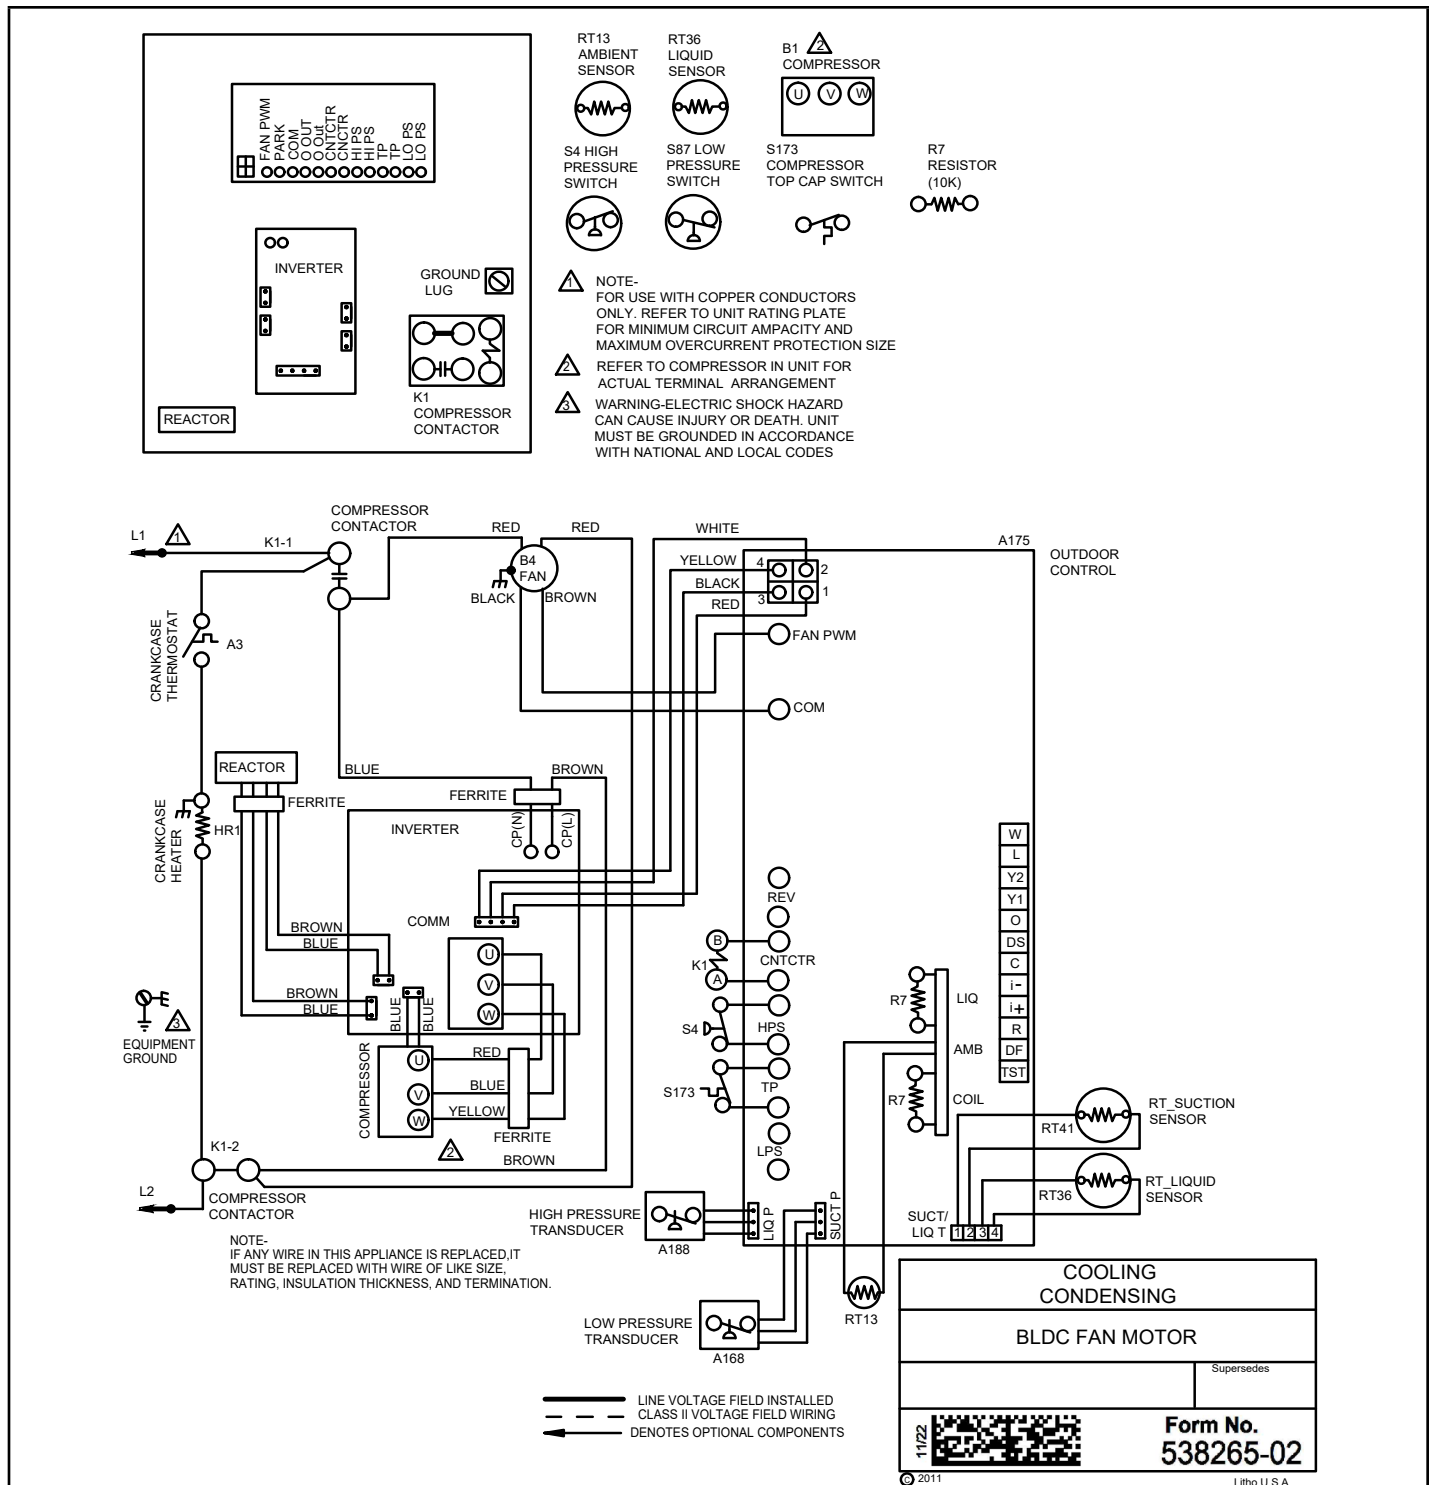 RT13
AMBIENT
SENSOR
RT36
LIQUID
SENSOR
B1 2
COMPRESSOR
U V W
FAN PWM
PARK
COM
O OUT
O Out
CNTCTR
CNCTR
HI PS
HI PS
TP
TP
LO PS
LO PS
S4 HIGH
PRESSURE
SWITCH
S87 LOW
PRESSURE
SWITCH
S173
COMPRESSOR
TOP CAP SWITCH
R7
RESISTOR
(10K)
INVERTER
GROUND
LUG
K1
COMPRESSOR
CONTACTOR
REACTOR
1 NOTE-
FOR USE WITH COPPER CONDUCTORS
ONLY. REFER TO UNIT RATING PLATE
FOR MINIMUM CIRCUIT AMPACITY AND
MAXIMUM OVERCURRENT PROTECTION SIZE
2 REFER TO COMPRESSOR IN UNIT FOR
ACTUAL TERMINAL ARRANGEMENT
3 WARNING-ELECTRIC SHOCK HAZARD
CAN CAUSE INJURY OR DEATH. UNIT
MUST BE GROUNDED IN ACCORDANCE
WITH NATIONAL AND LOCAL CODES
L1 1
K1-1
COMPRESSOR
CONTACTOR
RED
RED
B4
FAN
BLACK
BROWN
WHITE
YELLOW
BLACK
RED
4
2
3
1
A175
OUTDOOR
CONTROL
FAN PWM
COM
CRANKCASE
THERMOSTAT
A3
REACTOR
FERRITE
BLUE
BROWN
FERRITE
CRANKCASE
HEATER
HR1
INVERTER
CP(N)
CP(L)
COMM
BROWN
BLUE
BROWN
BLUE
U
V
W
BLUE
BLUE
EQUIPMENT
GROUND
3
COMPRESSOR
U
V
W
RED
BLUE
YELLOW
FERRITE
2
BROWN
REV
B
K1
A
CNTCTR
S4
HPS
S173
TP
LPS
R7
LIQ
AMB
R7
COIL
W
L
Y2
Y1
O
DS
C
i-
i+
R
DF
TST
RT41
RT_SUCTION
SENSOR
RT36
RT_LIQUID
SENSOR
SUCT/
LIQ T
1 2 3 4
K1-2
L2
COMPRESSOR
CONTACTOR
NOTE-
IF ANY WIRE IN THIS APPLIANCE IS REPLACED,IT
MUST BE REPLACED WITH WIRE OF LIKE SIZE,
RATING, INSULATION THICKNESS, AND TERMINATION.
HIGH PRESSURE
TRANSDUCER
A188
LIQ P
SUCT P
LOW PRESSURE
TRANSDUCER
A168
RT13
LINE VOLTAGE FIELD INSTALLED
CLASS II VOLTAGE FIELD WIRING
DENOTES OPTIONAL COMPONENTS
COOLING
CONDENSING
BLDC FAN MOTOR
Supersedes
11/22
Form No.
538265-02
© 2011
Litho U.S.A.